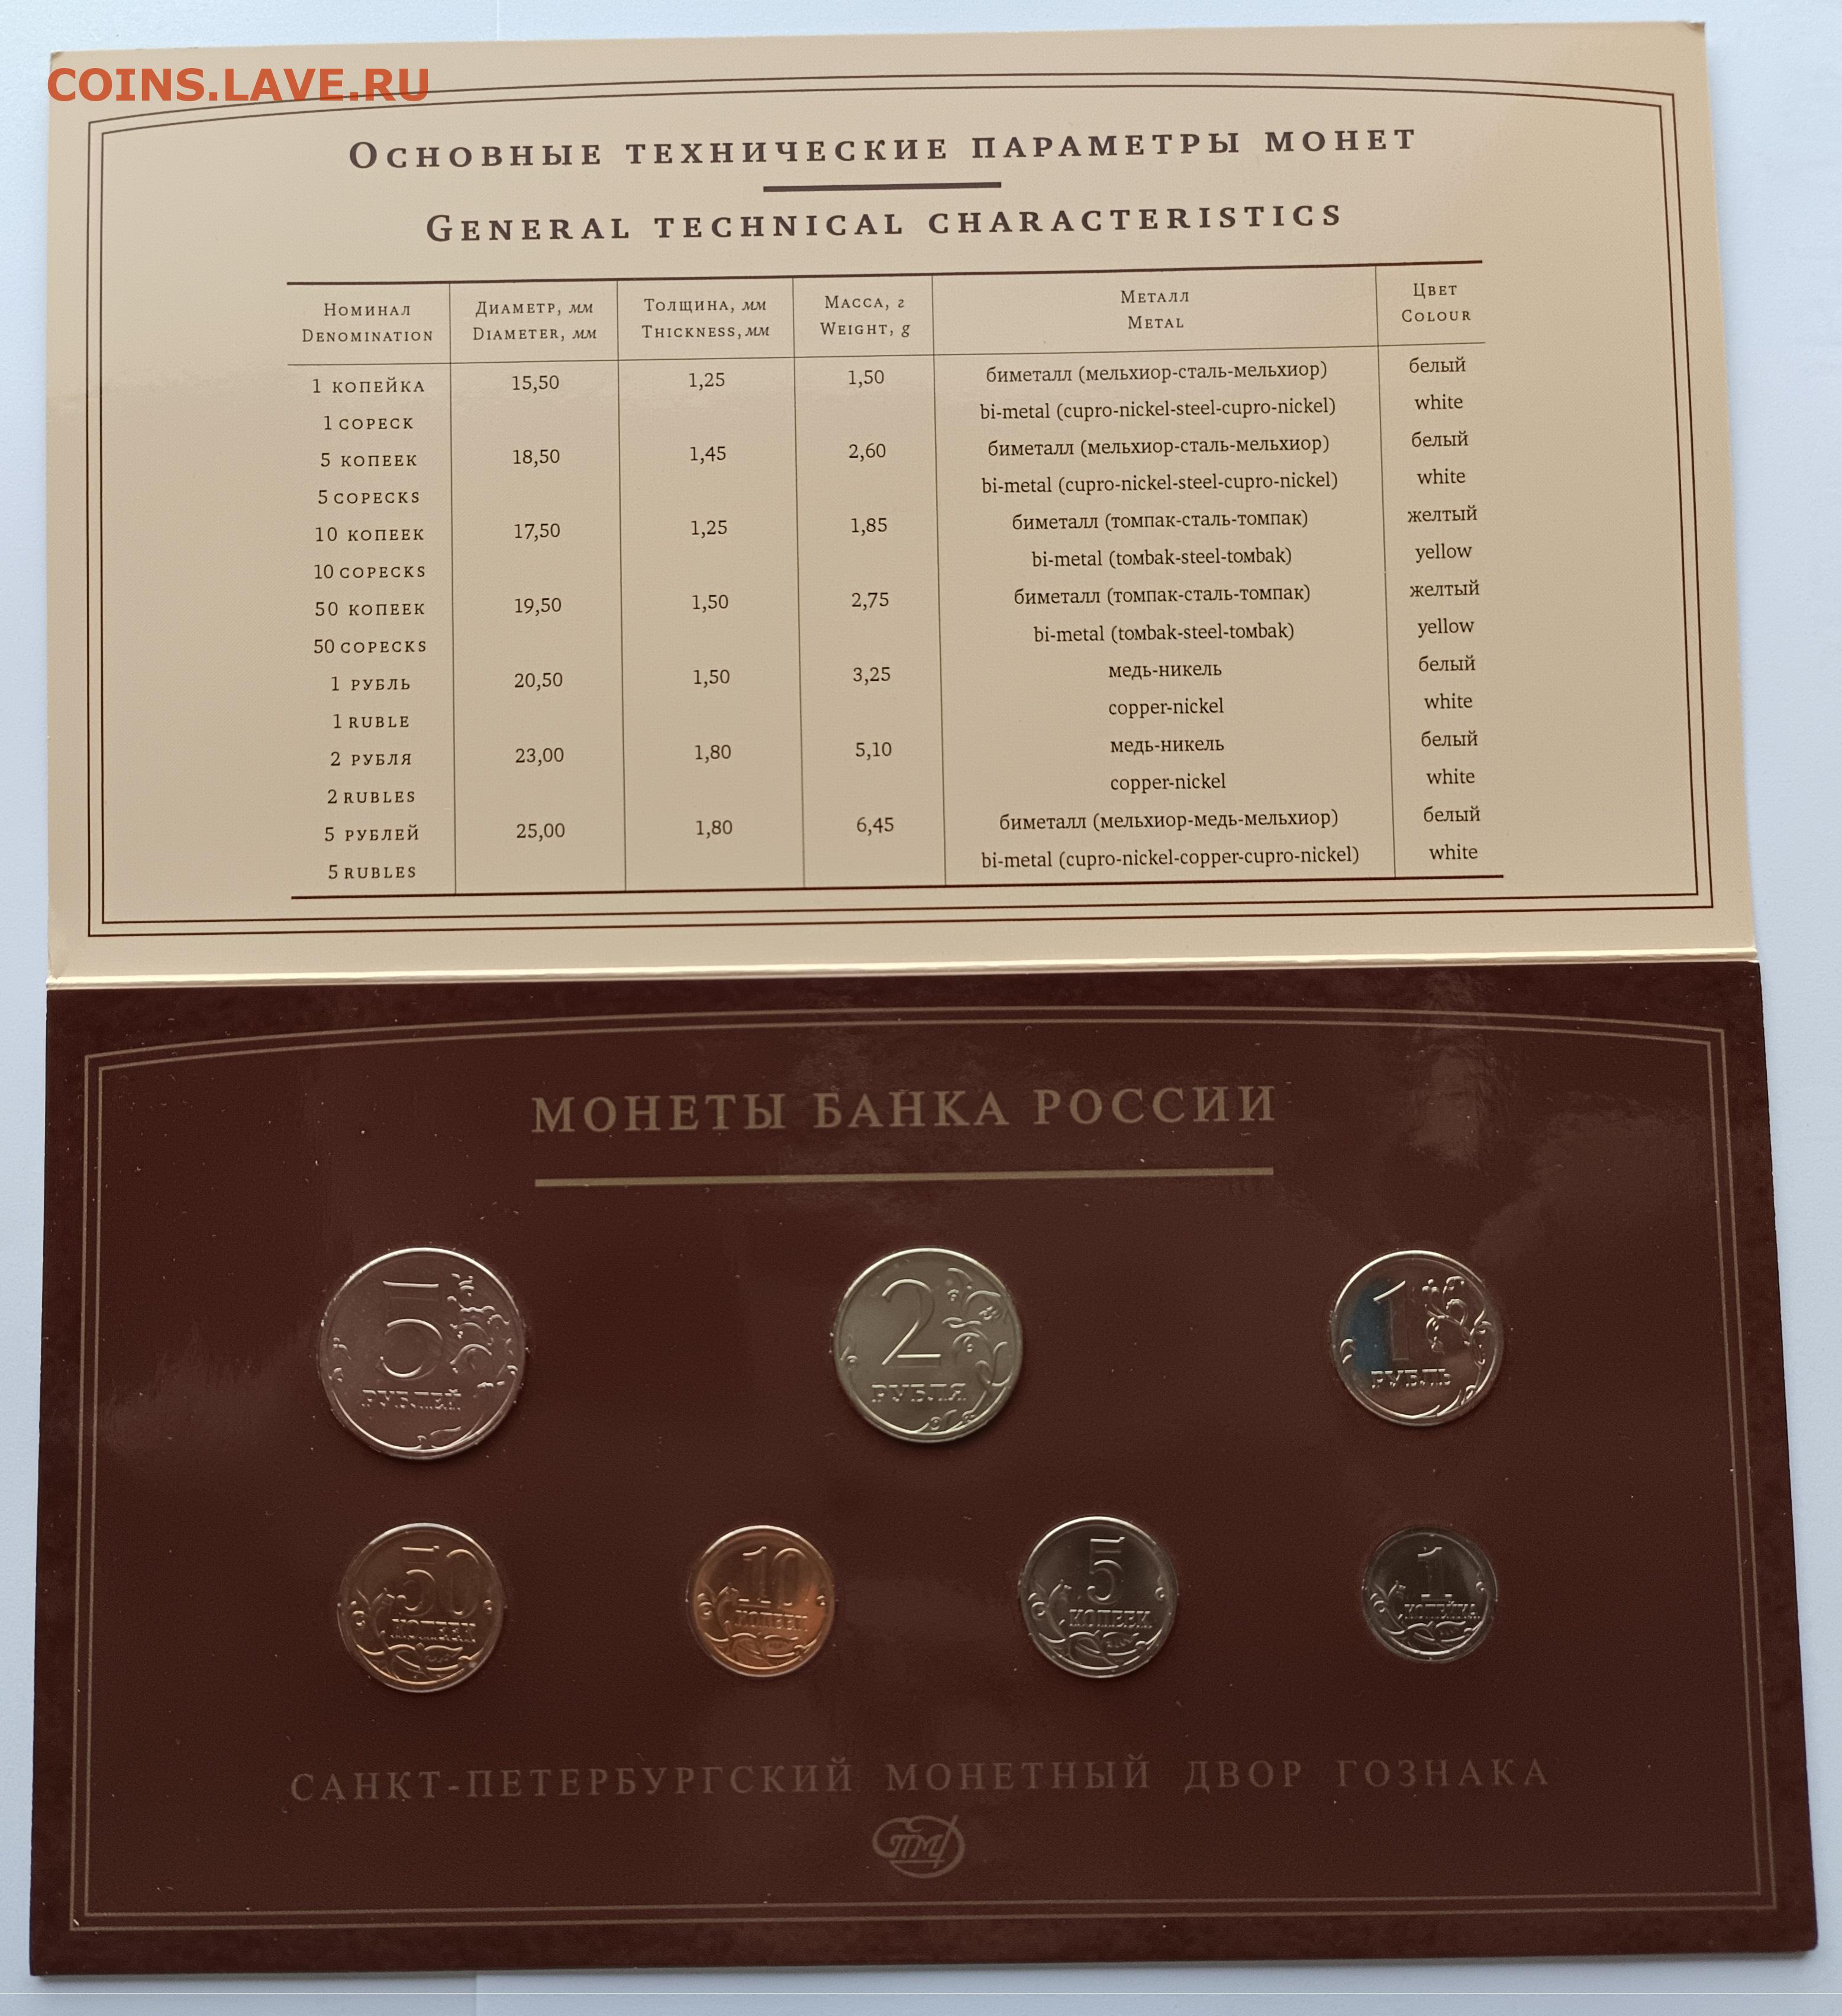 COINS.LAVE.RU
Основные технические параметры монет
General technical characteristics
Номинал Диаметр, мм Толщина, мм Масса, г Металл Цвет
Denomination Diameter, мм Thickness, мм Weight, g Metal Colour
1 копейка 15,50 1,25 1,50 биметалл (мельхиор-сталь-мельхиор) белый
1 copeck bi-metal (cupro-nickel-steel-cupro-nickel) white
5 копеек 18,50 1,45 2,60 биметалл (мельхиор-сталь-мельхиор) белый
5 copecks bi-metal (cupro-nickel-steel-cupro-nickel) white
10 копеек 17,50 1,25 1,85 биметалл (томпак-сталь-томпак) желтый
10 copecks bi-metal (томbak-steel-томbak) yellow
50 копеек 19,50 1,50 2,75 биметалл (томпак-сталь-томпак) желтый
50 copecks bi-metal (томbak-steel-томbak) yellow
1 рубль 20,50 1,50 3,25 медь-никель белый
1 ruble copper-nickel white
2 рубля 23,00 1,80 5,10 медь-никель белый
2 rubles copper-nickel white
5 рублей 25,00 1,80 6,45 биметалл (мельхиор-медь-мельхиор) белый
5 rubles bi-metal (cupro-nickel-copper-cupro-nickel) white
МОНЕТЫ БАНКА РОССИИ
5 РУБЛЕЙ
2 РУБЛЯ
1 РУБЛЬ
50 КОПЕЕК
10 КОПЕЕК
5 КОПЕЕК
1 КОПЕЙКА
САНКТ-ПЕТЕРБУРГСКИЙ МОНЕТНЫЙ ДВОР ГОЗНАКА